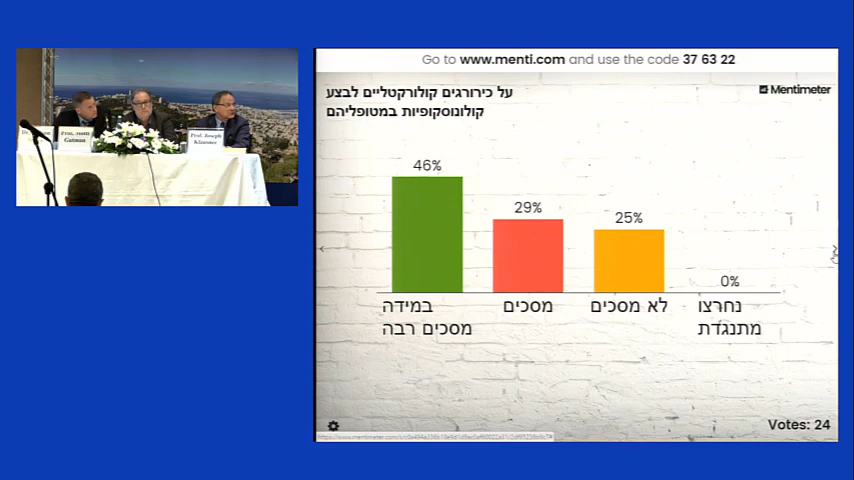 Go to www.menti.com and use the code 37 63 22
על כירורגים קולורקטליים לבצע
קולונוסקופיות במטופליהם
Mentimeter
46%
29%
25%
0%
במידה
מסכים רבה
מסכים
לא מסכים
נחרצו
מתנגדת
Votes: 24
Prof. Joseph
Klausner
Gutman